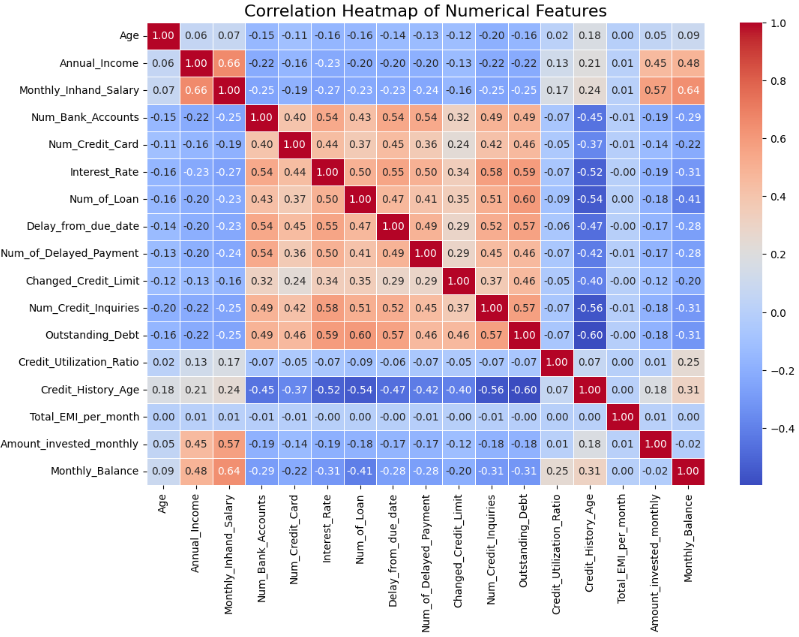 Correlation Heatmap of Numerical Features
Age 1.00 0.06 0.07 -0.15 -0.11 -0.16 -0.16 -0.14 -0.13 -0.12 -0.20 -0.16 0.02 0.18 0.00 0.05 0.09
Annual_Income 0.06 1.00 0.66 -0.22 -0.16 -0.23 -0.20 -0.20 -0.20 -0.13 -0.22 -0.22 0.13 0.21 0.01 0.45 0.48
Monthly_Inhand_Salary 0.07 0.66 1.00 -0.25 -0.19 -0.27 -0.23 -0.23 -0.24 -0.16 -0.25 -0.25 0.17 0.24 0.01 0.57 0.64
Num_Bank_Accounts -0.15 -0.22 -0.25 1.00 0.40 0.54 0.43 0.54 0.54 0.32 0.49 0.49 -0.07 -0.45 -0.01 -0.19 -0.29
Num_Credit_Card -0.11 -0.16 -0.19 0.40 1.00 0.44 0.37 0.45 0.36 0.24 0.42 0.46 -0.05 -0.37 -0.01 -0.14 -0.22
Interest_Rate -0.16 -0.23 -0.27 0.54 0.44 1.00 0.50 0.55 0.50 0.34 0.58 0.59 -0.07 -0.52 -0.00 -0.19 -0.31
Num_of_Loan -0.16 -0.20 -0.23 0.43 0.37 0.50 1.00 0.47 0.41 0.35 0.51 0.60 -0.09 -0.54 -0.00 -0.18 -0.41
Delay_from_due_date -0.14 -0.20 -0.23 0.54 0.45 0.55 0.47 1.00 0.49 0.29 0.52 0.57 -0.06 -0.47 -0.01 -0.17 -0.28
Num_of_Delayed_Payment -0.13 -0.20 -0.24 0.54 0.36 0.50 0.41 0.49 1.00 0.29 0.45 0.46 -0.07 -0.42 -0.01 -0.17 -0.28
Changed_Credit_Limit -0.12 -0.13 -0.16 0.32 0.24 0.34 0.35 0.29 0.29 1.00 0.37 0.46 -0.05 -0.40 -0.00 -0.12 -0.20
Num_Credit_Inquiries -0.20 -0.22 -0.25 0.49 0.42 0.58 0.51 0.52 0.45 0.37 1.00 0.57 -0.07 -0.56 -0.01 -0.18 -0.31
Outstanding_Debt -0.16 -0.22 -0.25 0.49 0.46 0.59 0.60 0.57 0.46 0.46 0.57 1.00 -0.07 -0.60 -0.00 -0.18 -0.31
Credit_Utilization_Ratio 0.02 0.13 0.17 -0.07 -0.05 -0.07 -0.09 -0.06 -0.07 -0.05 -0.07 -0.07 1.00 0.07 0.00 0.01 0.25
Credit_History_Age 0.18 0.21 0.24 -0.45 -0.37 -0.52 -0.54 -0.47 -0.42 -0.40 -0.56 -0.60 0.07 1.00 0.00 0.18 0.31
Total_EMI_per_month 0.00 0.01 0.01 -0.01 -0.01 -0.00 -0.00 -0.01 -0.01 -0.00 -0.01 -0.00 0.00 0.00 1.00 0.01 0.00
Amount_invested_monthly 0.05 0.45 0.57 -0.19 -0.14 -0.19 -0.18 -0.17 -0.17 -0.12 -0.18 -0.18 0.01 0.18 0.01 1.00 -0.02
Monthly_Balance 0.09 0.48 0.64 -0.29 -0.22 -0.31 -0.41 -0.28 -0.28 -0.20 -0.31 -0.31 0.25 0.31 0.00 -0.02 1.00
Age
Annual_Income
Monthly_Inhand_Salary
Num_Bank_Accounts
Num_Credit_Card
Interest_Rate
Num_of_Loan
Delay_from_due_date
Num_of_Delayed_Payment
Changed_Credit_Limit
Num_Credit_Inquiries
Outstanding_Debt
Credit_Utilization_Ratio
Credit_History_Age
Total_EMI_per_month
Amount_invested_monthly
Monthly_Balance
1.0
0.8
0.6
0.4
0.2
0.0
−0.2
−0.4